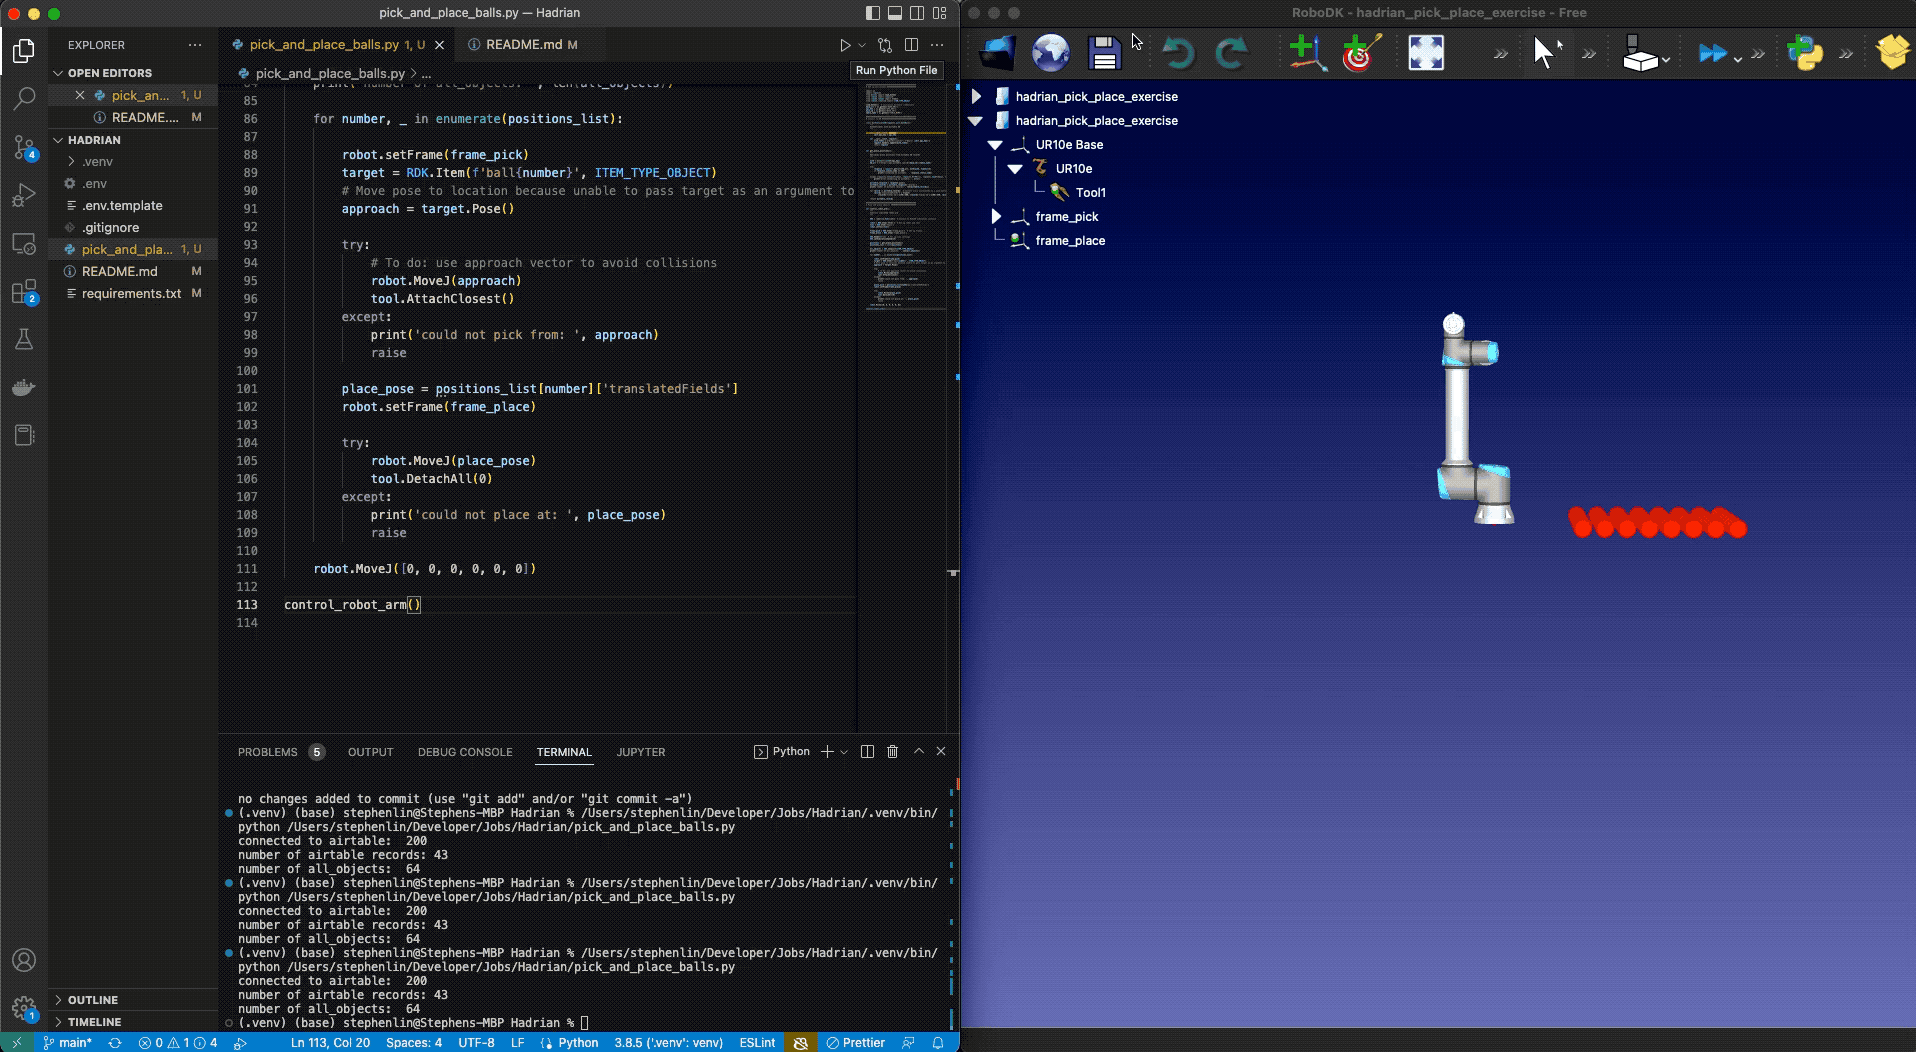 pick_and_place_balls.py — Hadrian
EXPLORER
OPEN EDITORS
pick_an... 1, U
README.... M
HADRIAN
.venv
.env
.env.template
.gitignore
pick_and_pla... 1, U
README.md M
requirements.txt M
OUTLINE
TIMELINE
4
2
1
pick_and_place_balls.py 1, U
README.md M
Run Python File
pick_and_place_balls.py > ...
85
86 for number, _ in enumerate(positions_list):
87
88 robot.setFrame(frame_pick)
89 target = RDK.Item(f'ball{number}', ITEM_TYPE_OBJECT)
90 # Move pose to location because unable to pass target as an argument to
91 approach = target.Pose()
92
93 try:
94 # To do: use approach vector to avoid collisions
95 robot.MoveJ(approach)
96 tool.AttachClosest()
97 except:
98 print('could not pick from: ', approach)
99 raise
100
101 place_pose = positions_list[number]['translatedFields']
102 robot.setFrame(frame_place)
103
104 try:
105 robot.MoveJ(place_pose)
106 tool.DetachAll(0)
107 except:
108 print('could not place at: ', place_pose)
109 raise
110
111 robot.MoveJ([0, 0, 0, 0, 0, 0])
112
113 control_robot_arm()
114
PROBLEMS 5 OUTPUT DEBUG CONSOLE TERMINAL JUPYTER Python
no changes added to commit (use "git add" and/or "git commit -a")
(.venv) (base) stephenlin@Stephens-MBP Hadrian % /Users/stephenlin/Developer/Jobs/Hadrian/.venv/bin/
python /Users/stephenlin/Developer/Jobs/Hadrian/pick_and_place_balls.py
connected to airtable:  200
number of airtable records: 43
number of all_objects:  64
(.venv) (base) stephenlin@Stephens-MBP Hadrian % /Users/stephenlin/Developer/Jobs/Hadrian/.venv/bin/
python /Users/stephenlin/Developer/Jobs/Hadrian/pick_and_place_balls.py
connected to airtable:  200
number of airtable records: 43
number of all_objects:  64
(.venv) (base) stephenlin@Stephens-MBP Hadrian % /Users/stephenlin/Developer/Jobs/Hadrian/.venv/bin/
python /Users/stephenlin/Developer/Jobs/Hadrian/pick_and_place_balls.py
connected to airtable:  200
number of airtable records: 43
number of all_objects:  64
(.venv) (base) stephenlin@Stephens-MBP Hadrian %
main* 0 1 4 Ln 113, Col 20 Spaces: 4 UTF-8 LF Python 3.8.5 ('.venv': venv) ESLint Prettier
RoboDK - hadrian_pick_place_exercise - Free
hadrian_pick_place_exercise
hadrian_pick_place_exercise
UR10e Base
UR10e
Tool1
frame_pick
frame_place